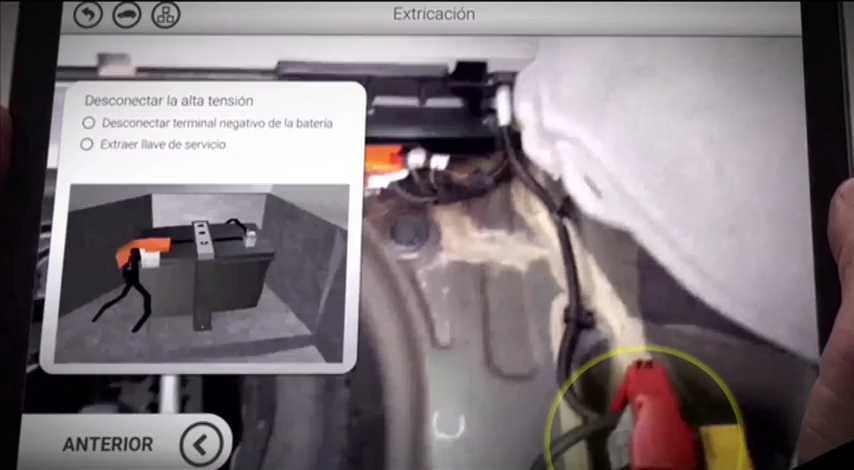 Extricación
Desconectar la alta tensión
Desconectar terminal negativo de la batería
Extraer llave de servicio
ANTERIOR